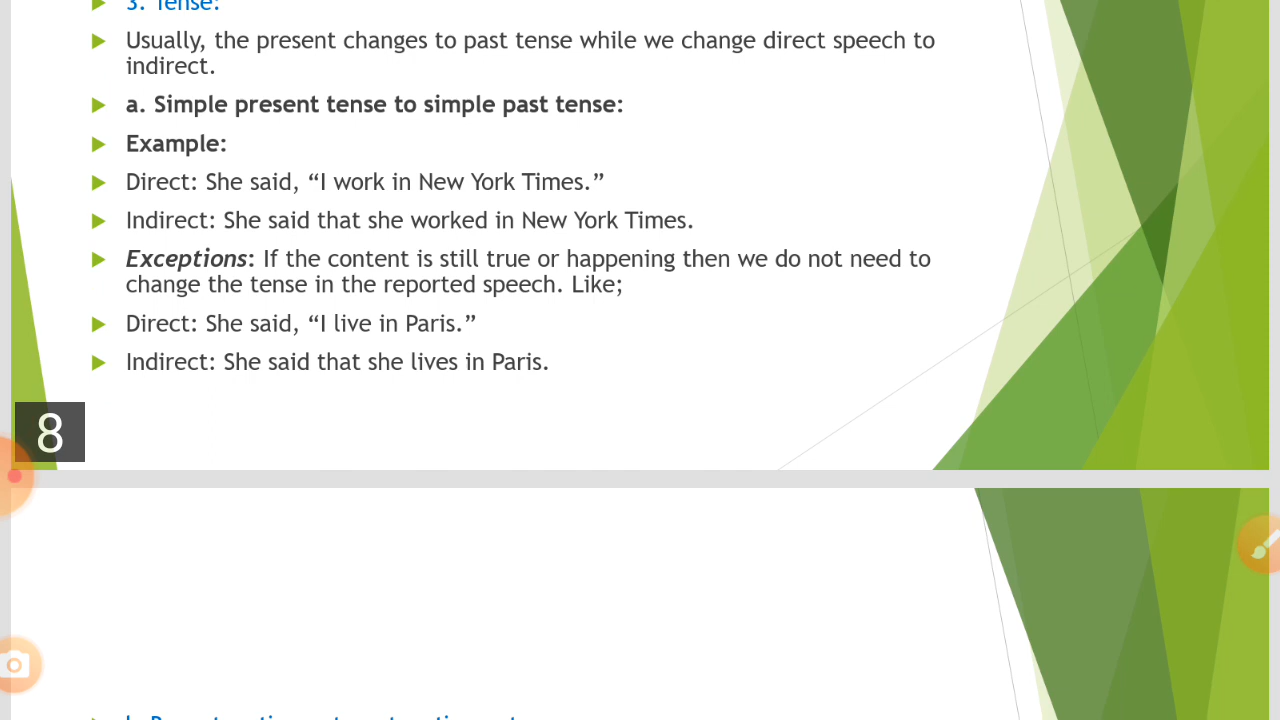 3. Tense:
Usually, the present changes to past tense while we change direct speech to
indirect.
a. Simple present tense to simple past tense:
Example:
Direct: She said, “I work in New York Times.”
Indirect: She said that she worked in New York Times.
Exceptions: If the content is still true or happening then we do not need to
change the tense in the reported speech. Like;
Direct: She said, “I live in Paris.”
Indirect: She said that she lives in Paris.
8